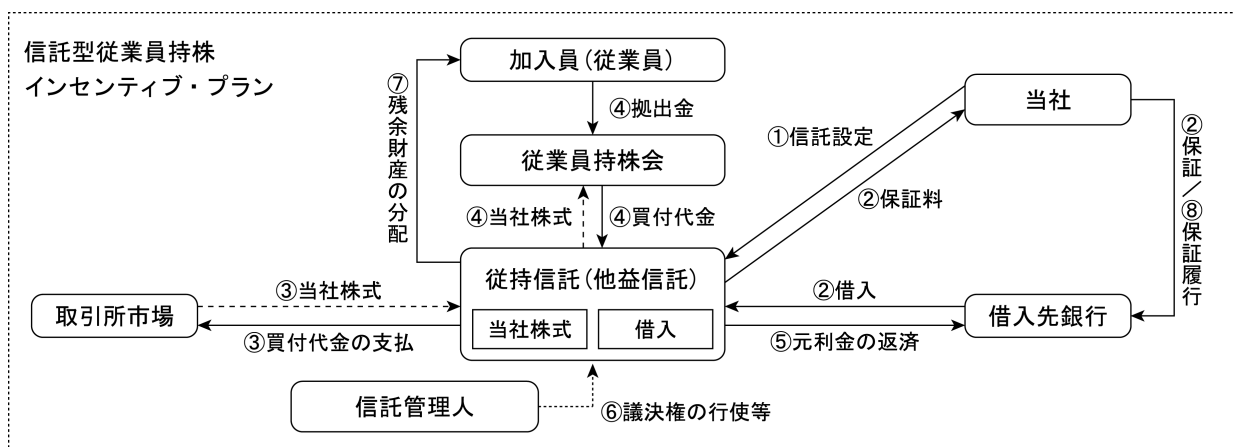 信託型従業員持株
インセンティブ・プラン
加入員（従業員）
当社
⑦残余財産の分配
④拠出金
①信託設定
②保証／⑧保証履行
従業員持株会
②保証料
④当社株式
④買付代金
従持信託（他益信託）
③当社株式
②借入
取引所市場
当社株式
借入
借入先銀行
③買付代金の支払
⑤元利金の返済
信託管理人
⑥議決権の行使等